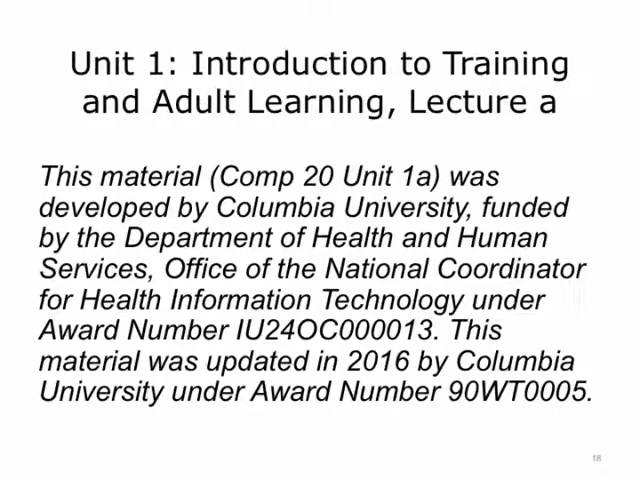 Unit 1: Introduction to Training
and Adult Learning, Lecture a
This material (Comp 20 Unit 1a) was
developed by Columbia University, funded
by the Department of Health and Human
Services, Office of the National Coordinator
for Health Information Technology under
Award Number IU24OC000013. This
material was updated in 2016 by Columbia
University under Award Number 90WT0005.
18